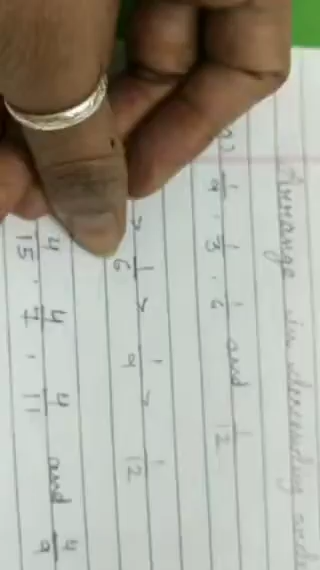 Arrange in descending orde
a) 1/9, 1/3, 1/6 and 1/12
> 1/6 > 1/9 > 1/12
4/15, 4/7, 4/11 and 4/9